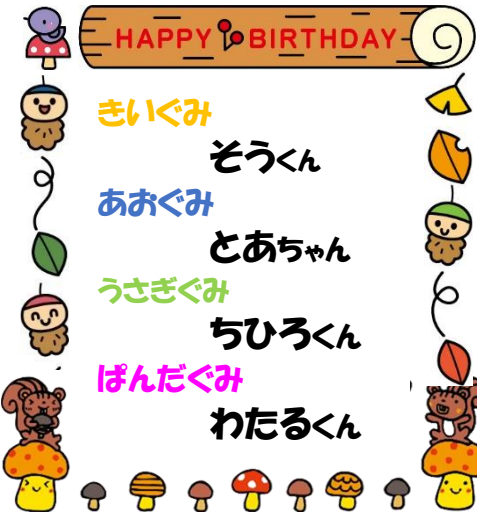 HAPPY BIRTHDAY
きいぐみ
そうくん
あおぐみ
とあちゃん
うさぎぐみ
ちひろくん
ぱんだぐみ
わたるくん